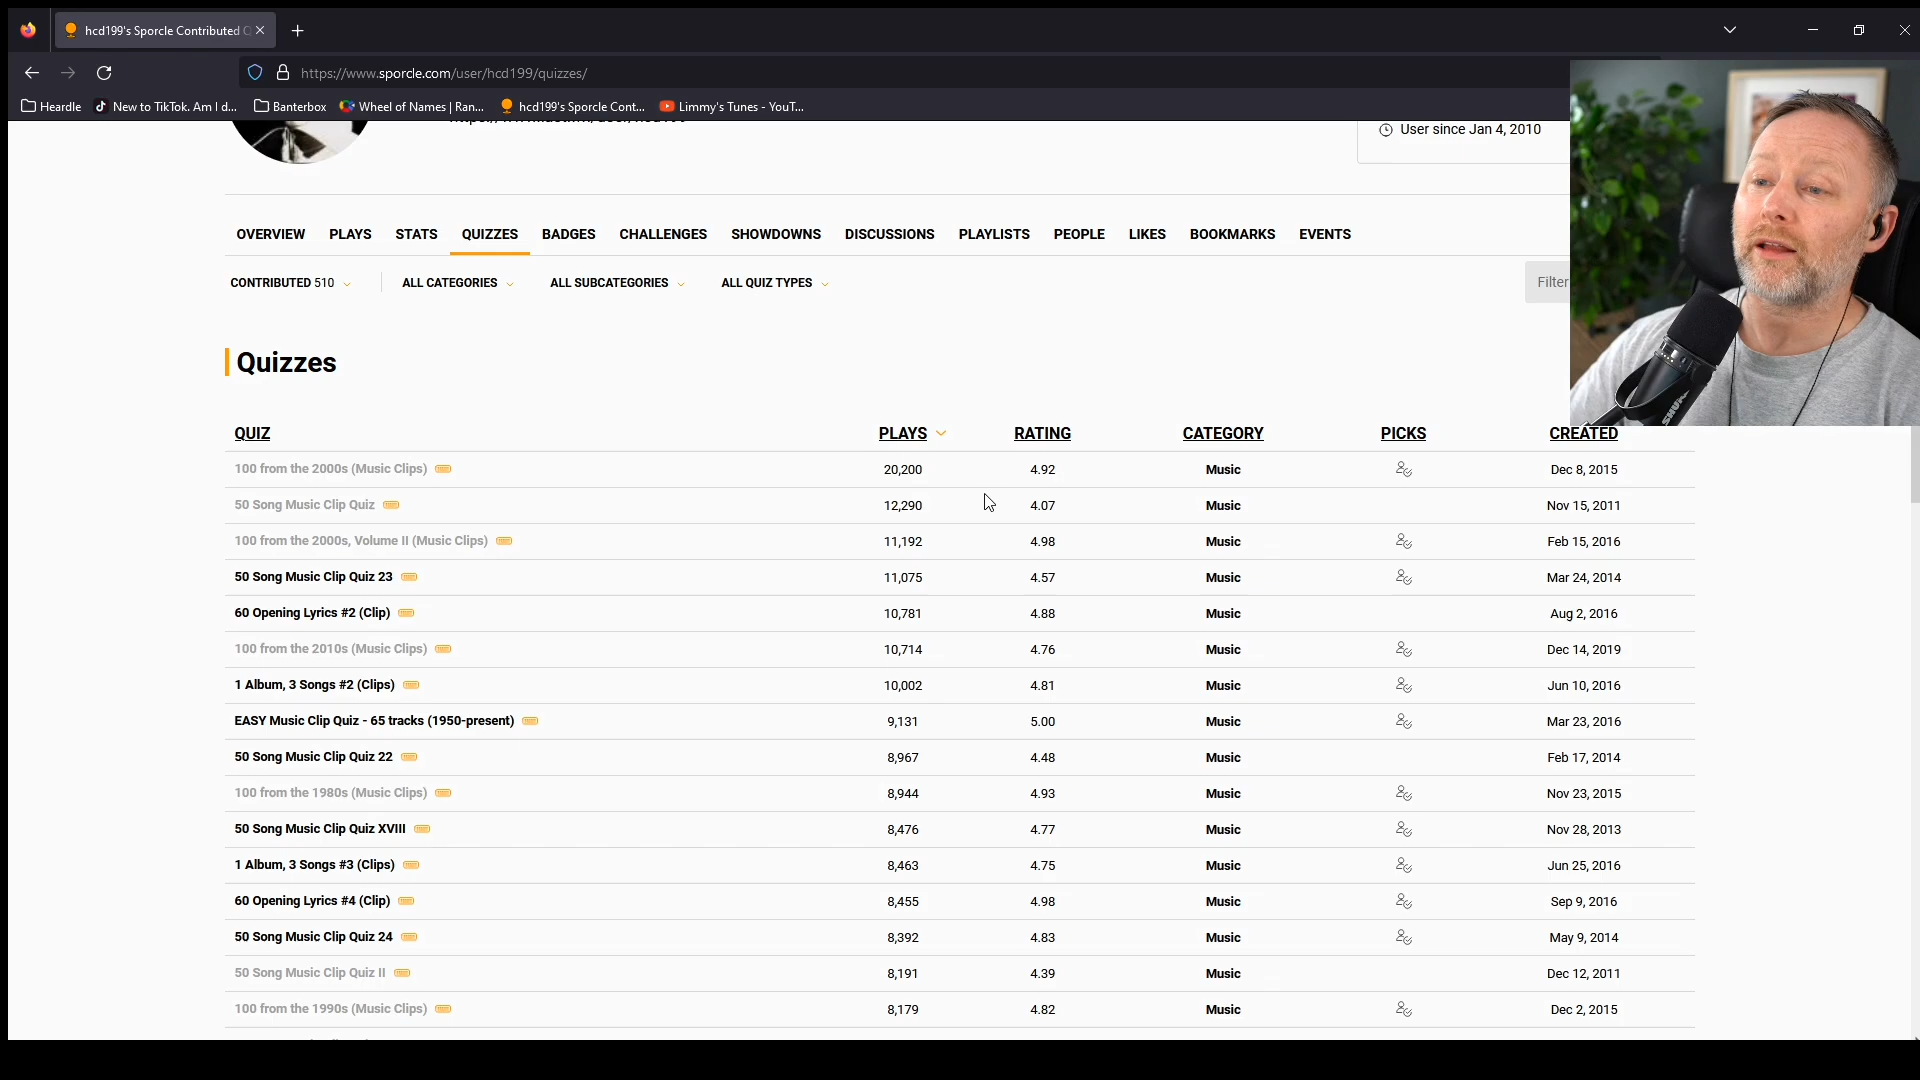 hcd199's Sporcle Contributed Q
https://www.sporcle.com/user/hcd199/quizzes/
Heardle New to TikTok. Am I d... Banterbox Wheel of Names | Ran... hcd199's Sporcle Cont... Limmy's Tunes - YouT...
User since Jan 4, 2010
OVERVIEW PLAYS STATS QUIZZES BADGES CHALLENGES SHOWDOWNS DISCUSSIONS PLAYLISTS PEOPLE LIKES BOOKMARKS EVENTS
CONTRIBUTED 510 ALL CATEGORIES ALL SUBCATEGORIES ALL QUIZ TYPES Filter
Quizzes
SHURE
QUIZ PLAYS RATING CATEGORY PICKS CREATED
100 from the 2000s (Music Clips) 20,200 4.92 Music Dec 8, 2015
50 Song Music Clip Quiz 12,290 4.07 Music Nov 15, 2011
100 from the 2000s, Volume II (Music Clips) 11,192 4.98 Music Feb 15, 2016
50 Song Music Clip Quiz 23 11,075 4.57 Music Mar 24, 2014
60 Opening Lyrics #2 (Clip) 10,781 4.88 Music Aug 2, 2016
100 from the 2010s (Music Clips) 10,714 4.76 Music Dec 14, 2019
1 Album, 3 Songs #2 (Clips) 10,002 4.81 Music Jun 10, 2016
EASY Music Clip Quiz - 65 tracks (1950-present) 9,131 5.00 Music Mar 23, 2016
50 Song Music Clip Quiz 22 8,967 4.48 Music Feb 17, 2014
100 from the 1980s (Music Clips) 8,944 4.93 Music Nov 23, 2015
50 Song Music Clip Quiz XVIII 8,476 4.77 Music Nov 28, 2013
1 Album, 3 Songs #3 (Clips) 8,463 4.75 Music Jun 25, 2016
60 Opening Lyrics #4 (Clip) 8,455 4.98 Music Sep 9, 2016
50 Song Music Clip Quiz 24 8,392 4.83 Music May 9, 2014
50 Song Music Clip Quiz II 8,191 4.39 Music Dec 12, 2011
100 from the 1990s (Music Clips) 8,179 4.82 Music Dec 2, 2015